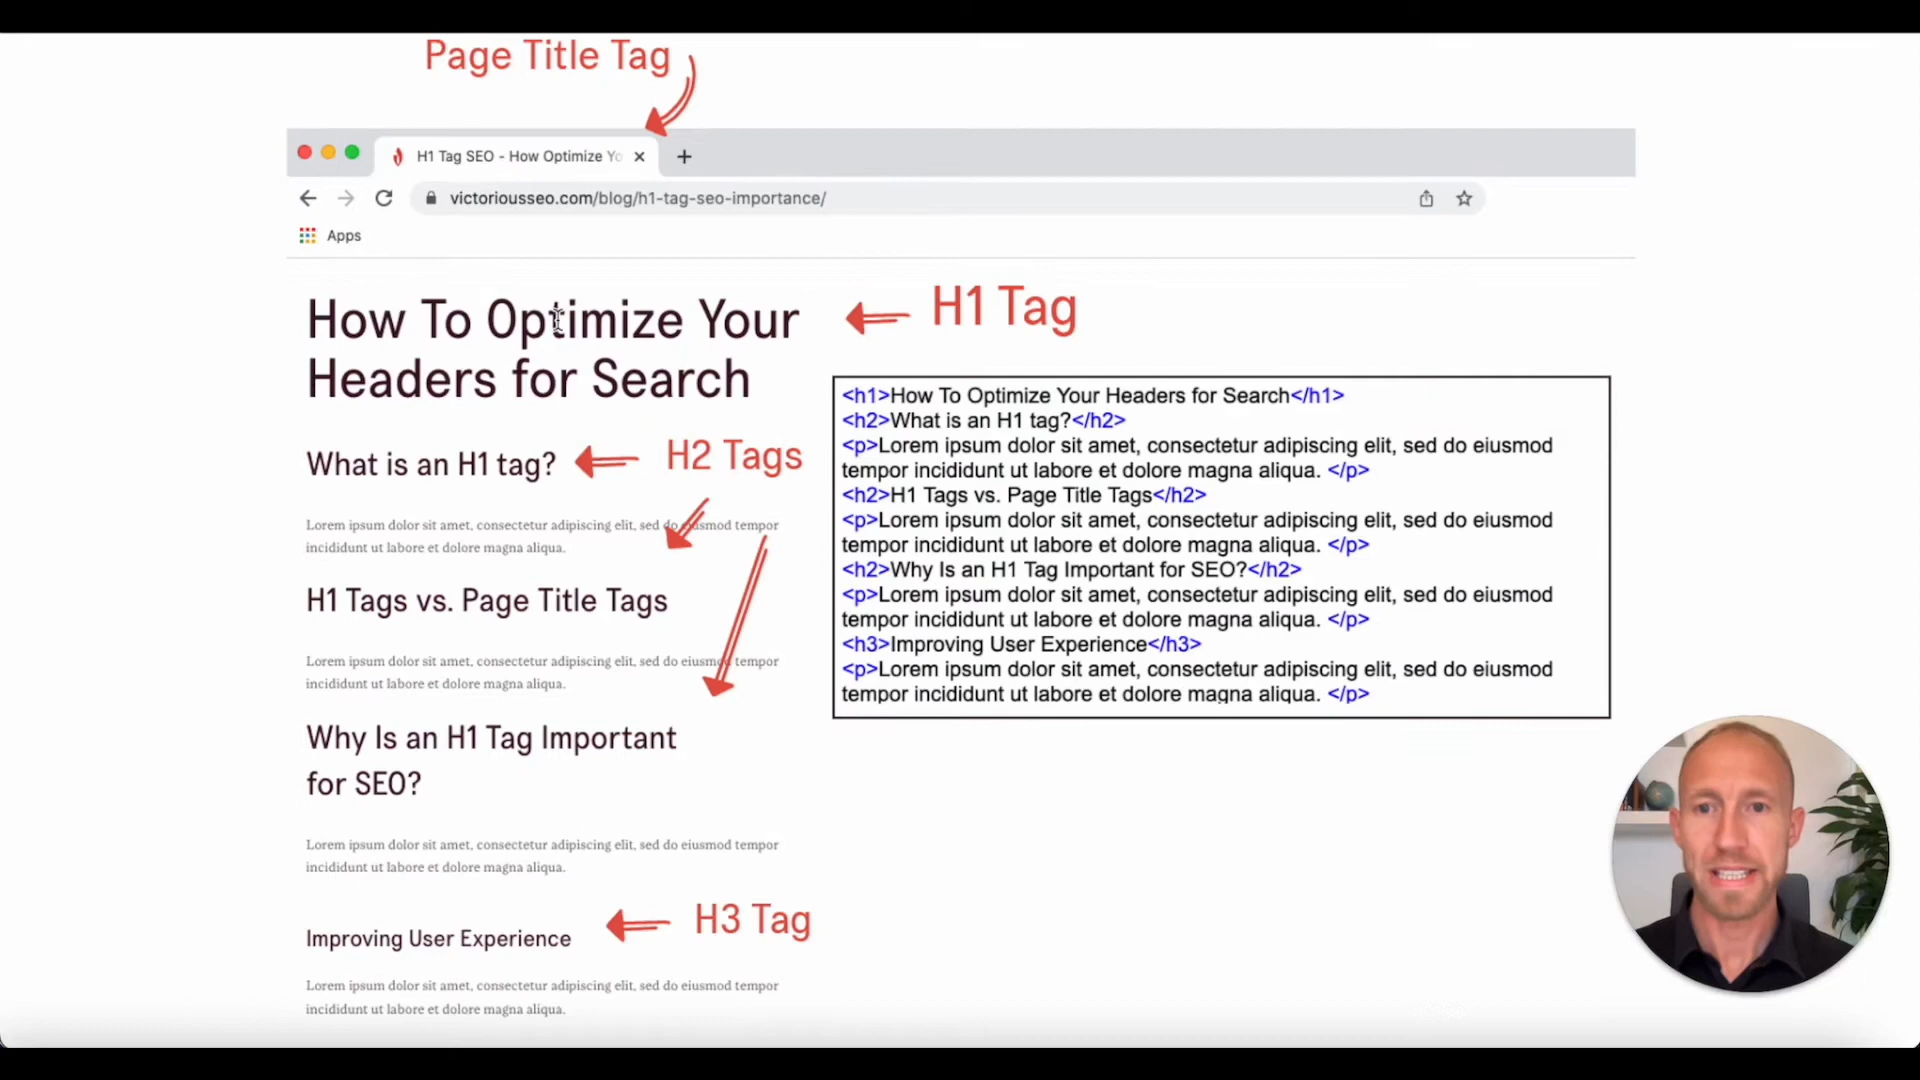 Page Title Tag
H1 Tag SEO - How Optimize Yo
victoriousseo.com/blog/h1-tag-seo-importance/
Apps
How To Optimize Your
Headers for Search
H1 Tag
What is an H1 tag?
H2 Tags
Lorem ipsum dolor sit amet, consectetur adipiscing elit, sed do eiusmod tempor
incididunt ut labore et dolore magna aliqua.
H1 Tags vs. Page Title Tags
Lorem ipsum dolor sit amet, consectetur adipiscing elit, sed do eiusmod tempor
incididunt ut labore et dolore magna aliqua.
Why Is an H1 Tag Important
for SEO?
Lorem ipsum dolor sit amet, consectetur adipiscing elit, sed do eiusmod tempor
incididunt ut labore et dolore magna aliqua.
Improving User Experience
H3 Tag
Lorem ipsum dolor sit amet, consectetur adipiscing elit, sed do eiusmod tempor
incididunt ut labore et dolore magna aliqua.
<h1>How To Optimize Your Headers for Search</h1>
<h2>What is an H1 tag?</h2>
<p>Lorem ipsum dolor sit amet, consectetur adipiscing elit, sed do eiusmod
tempor incididunt ut labore et dolore magna aliqua. </p>
<h2>H1 Tags vs. Page Title Tags</h2>
<p>Lorem ipsum dolor sit amet, consectetur adipiscing elit, sed do eiusmod
tempor incididunt ut labore et dolore magna aliqua. </p>
<h2>Why Is an H1 Tag Important for SEO?</h2>
<p>Lorem ipsum dolor sit amet, consectetur adipiscing elit, sed do eiusmod
tempor incididunt ut labore et dolore magna aliqua. </p>
<h3>Improving User Experience</h3>
<p>Lorem ipsum dolor sit amet, consectetur adipiscing elit, sed do eiusmod
tempor incididunt ut labore et dolore magna aliqua. </p>